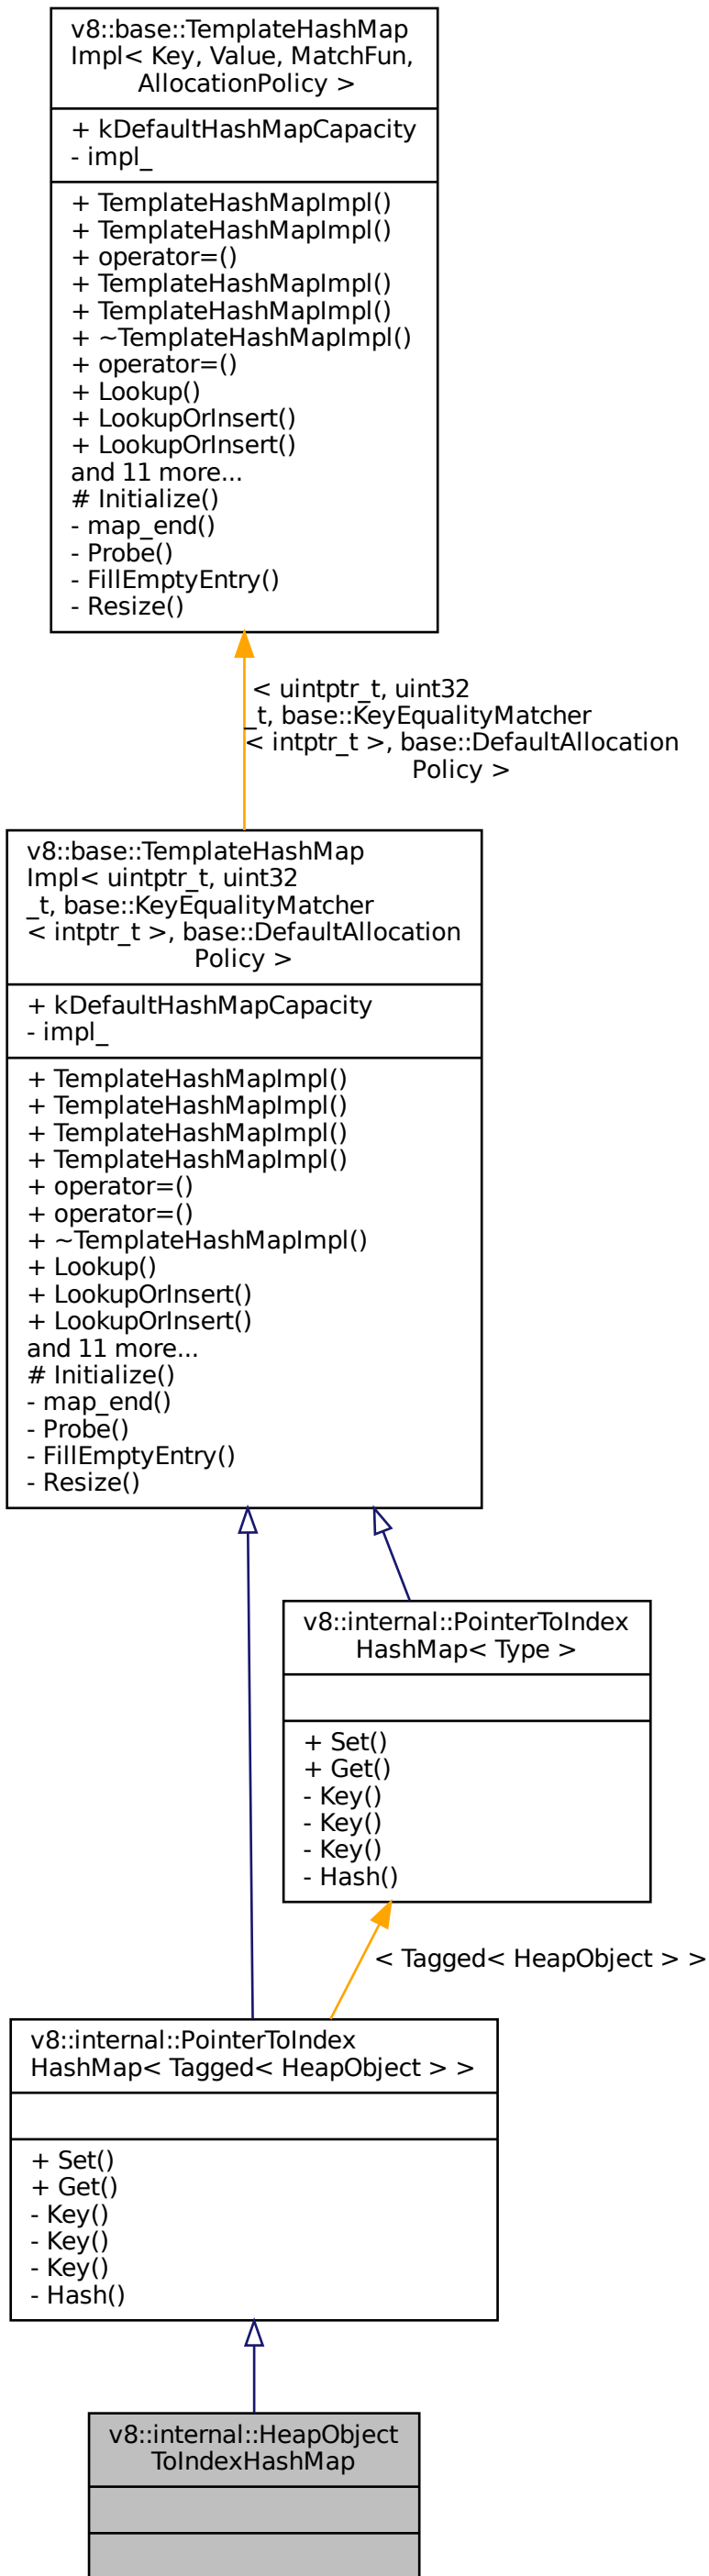 v8::base::TemplateHashMap
Impl< Key, Value, MatchFun,
AllocationPolicy >
+ kDefaultHashMapCapacity
- impl_
+ TemplateHashMapImpl()
+ TemplateHashMapImpl()
+ operator=()
+ TemplateHashMapImpl()
+ TemplateHashMapImpl()
+ ~TemplateHashMapImpl()
+ operator=()
+ Lookup()
+ LookupOrInsert()
+ LookupOrInsert()
and 11 more...
# Initialize()
- map_end()
- Probe()
- FillEmptyEntry()
- Resize()
< uintptr_t, uint32
_t, base::KeyEqualityMatcher
< intptr_t >, base::DefaultAllocation
Policy >
v8::base::TemplateHashMap
Impl< uintptr_t, uint32
_t, base::KeyEqualityMatcher
< intptr_t >, base::DefaultAllocation
Policy >
+ kDefaultHashMapCapacity
- impl_
+ TemplateHashMapImpl()
+ TemplateHashMapImpl()
+ TemplateHashMapImpl()
+ TemplateHashMapImpl()
+ operator=()
+ operator=()
+ ~TemplateHashMapImpl()
+ Lookup()
+ LookupOrInsert()
+ LookupOrInsert()
and 11 more...
# Initialize()
- map_end()
- Probe()
- FillEmptyEntry()
- Resize()
v8::internal::PointerToIndex
HashMap< Type >
+ Set()
+ Get()
- Key()
- Key()
- Key()
- Hash()
< Tagged< HeapObject > >
v8::internal::PointerToIndex
HashMap< Tagged< HeapObject > >
+ Set()
+ Get()
- Key()
- Key()
- Key()
- Hash()
v8::internal::HeapObject
ToIndexHashMap